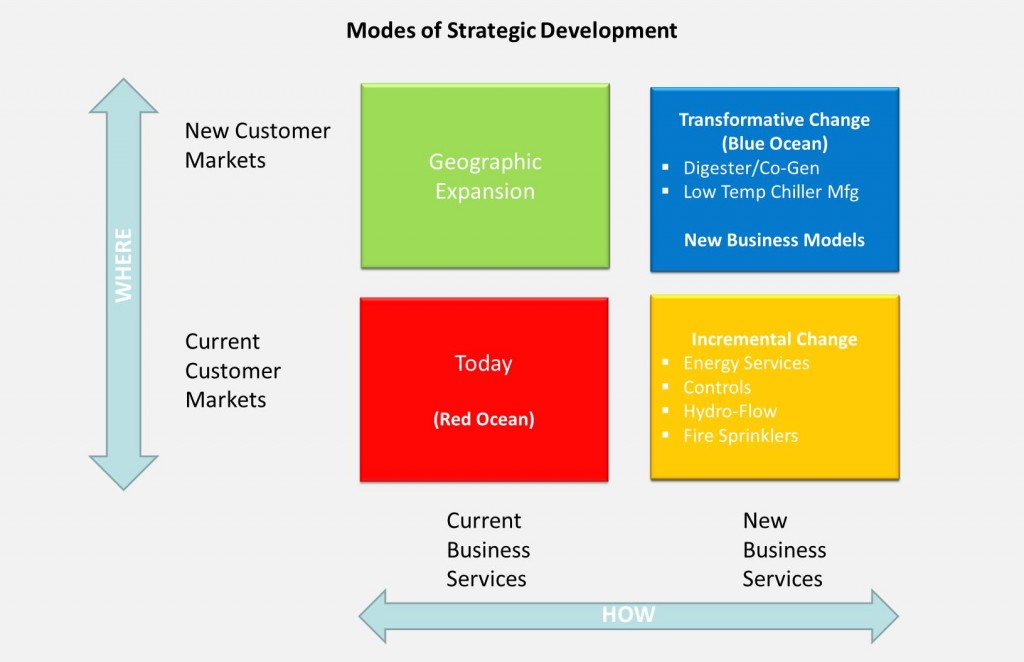 Modes of Strategic Development
New Customer
Markets
Geographic
Expansion
Transformative Change
(Blue Ocean)
▪ Digester/Co-Gen
▪ Low Temp Chiller Mfg
New Business Models
WHERE
Current
Customer
Markets
Today
(Red Ocean)
Incremental Change
▪ Energy Services
▪ Controls
▪ Hydro-Flow
▪ Fire Sprinklers
Current
Business
Services
New
Business
Services
HOW